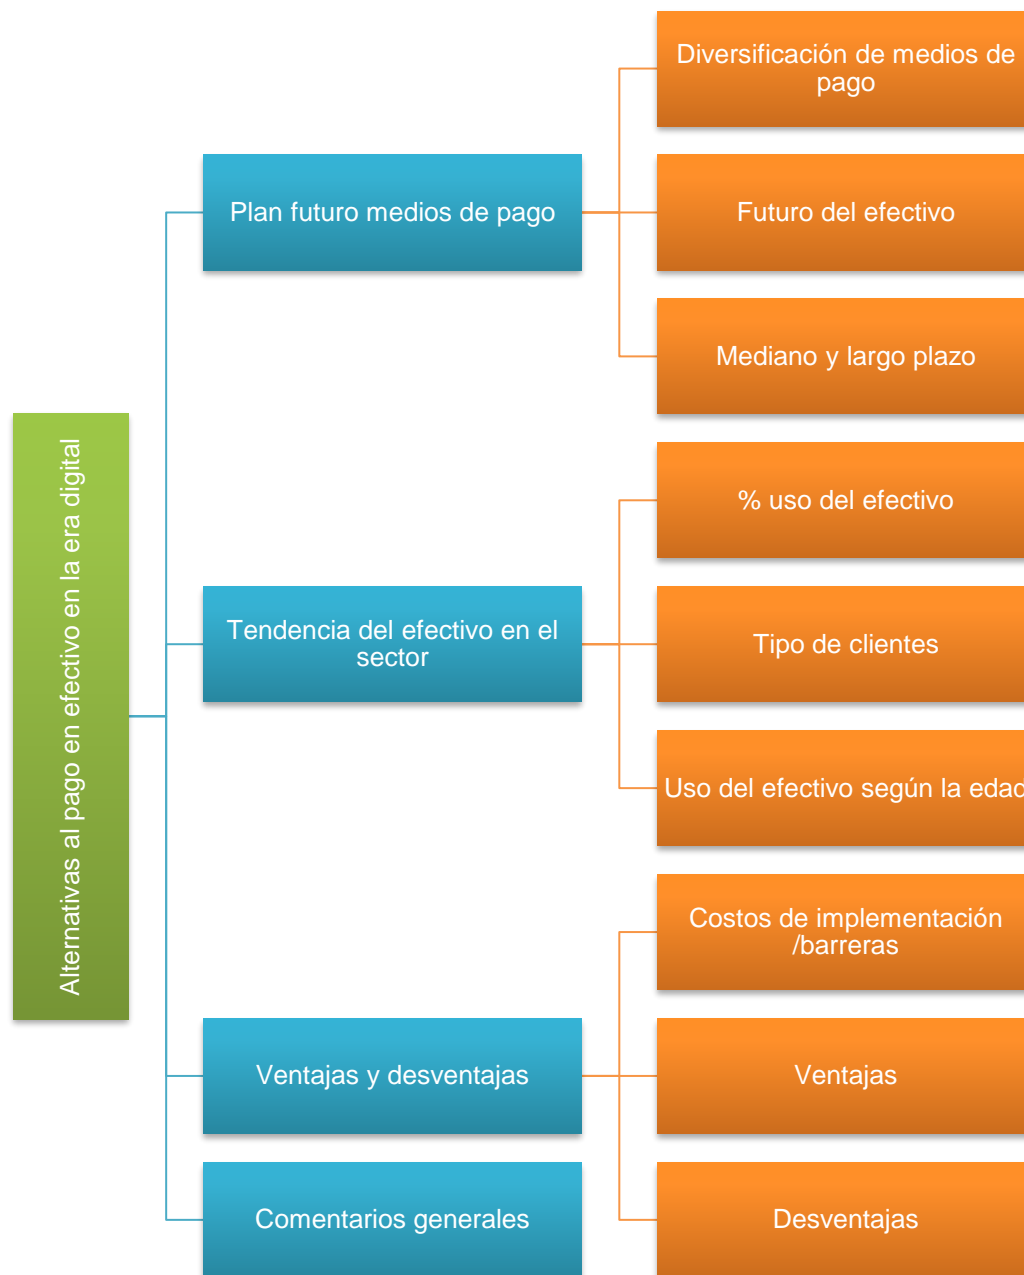 Alternativas al pago en efectivo en la era digital
Plan futuro medios de pago
Diversificación de medios de
pago
Futuro del efectivo
Mediano y largo plazo
Tendencia del efectivo en el
sector
% uso del efectivo
Tipo de clientes
Uso del efectivo según la edad
Ventajas y desventajas
Costos de implementación
/barreras
Ventajas
Desventajas
Comentarios generales